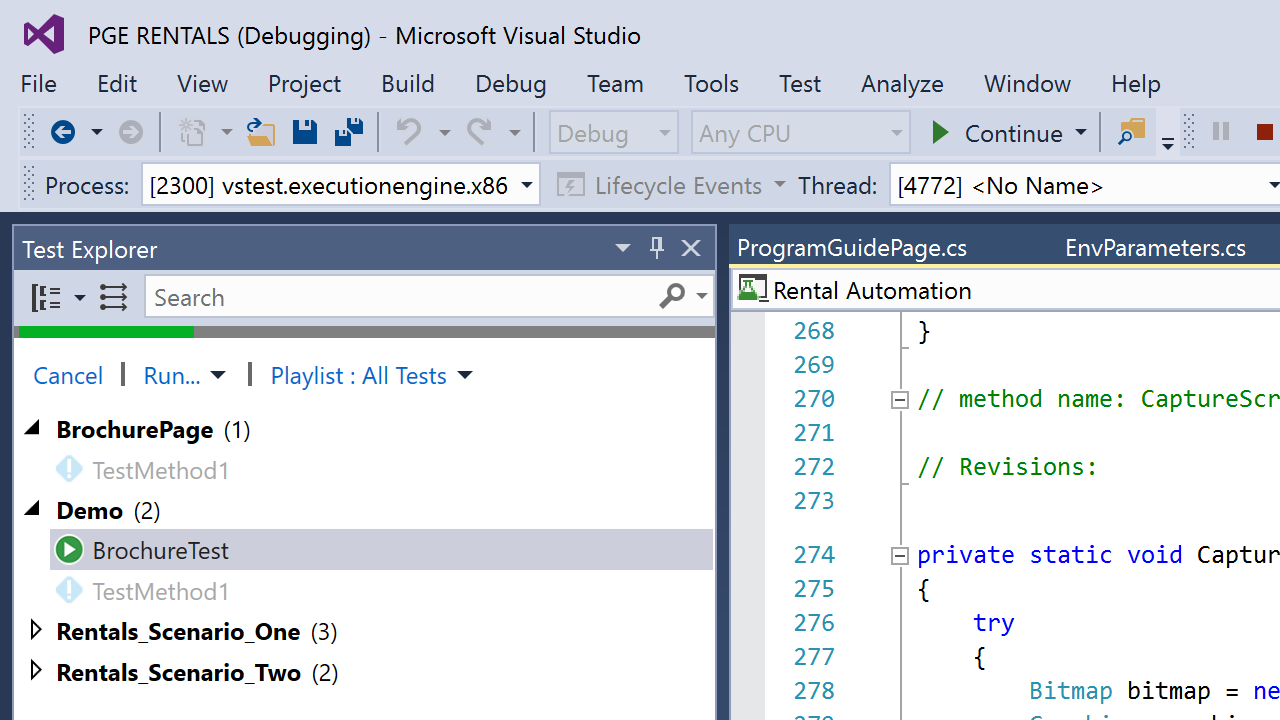 PGE RENTALS (Debugging) - Microsoft Visual Studio
File Edit View Project Build Debug Team Tools Test Analyze Window Help
Debug Any CPU Continue
Process: [2300] vstest.executionengine.x86 Lifecycle Events Thread: [4772] <No Name>
Test Explorer
Search
Cancel | Run... | Playlist : All Tests
BrochurePage (1)
TestMethod1
Demo (2)
BrochureTest
TestMethod1
Rentals_Scenario_One (3)
Rentals_Scenario_Two (2)
ProgramGuidePage.cs EnvParameters.cs
Rental Automation
268 }
269
270 // method name: CaptureScr
271
272 // Revisions:
273
274 private static void Captur
275 {
276 try
277 {
278 Bitmap bitmap = ne